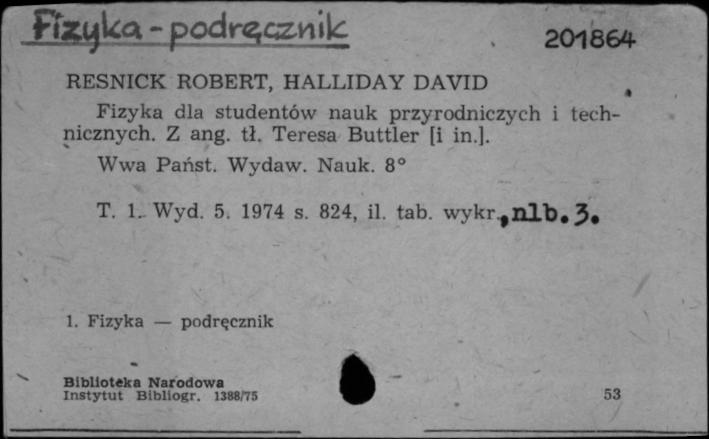 Fizyka - podręcznik
201864
RESNICK ROBERT, HALLIDAY DAVID
Fizyka dla studentów nauk przyrodniczych i tech-
nicznych. Z ang. tł. Teresa Buttler [i in.].
Wwa Państ. Wydaw. Nauk. 8°
T. 1. Wyd. 5. 1974 s. 824, il. tab. wykr., nlb. 3.
1. Fizyka — podręcznik
Biblioteka Narodowa
Instytut Bibliogr. 1388/75
53